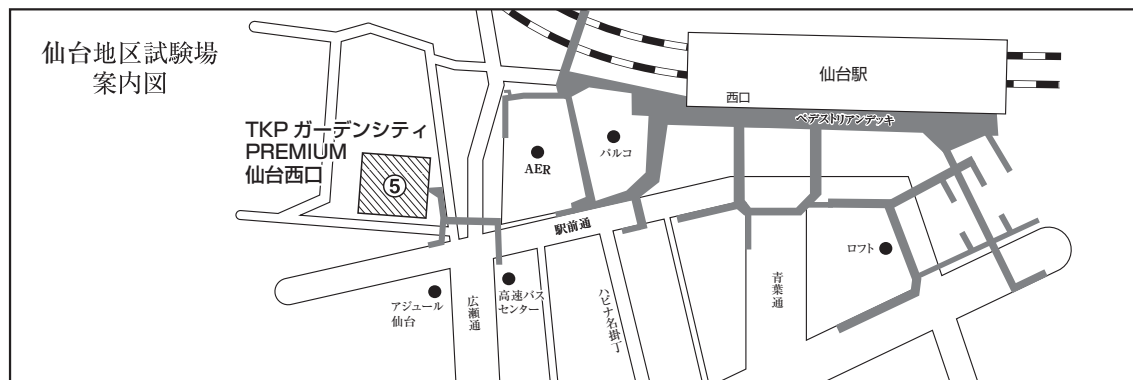 仙台地区試験場
案内図
TKP ガーデンシティ
PREMIUM
仙台西口
⑤
仙台駅
西口
ペデストリアンデッキ
パルコ
AER
駅前通
ロフト
青葉通
アジュール
仙台
広瀬通
高速バス
センター
ハピナ名掛丁